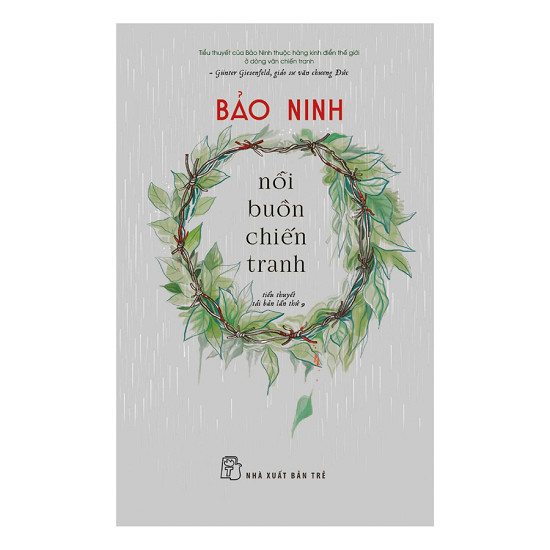 Tiểu thuyết của Bảo Ninh thuộc hàng kinh điển thế giới
ở dòng văn chiến tranh
- Günter Giesenfeld, giáo sư văn chương Đức
BẢO NINH
nỗi
buồn
chiến
tranh
tiểu thuyết
tái bản lần thứ 9
NHÀ XUẤT BẢN TRẺ